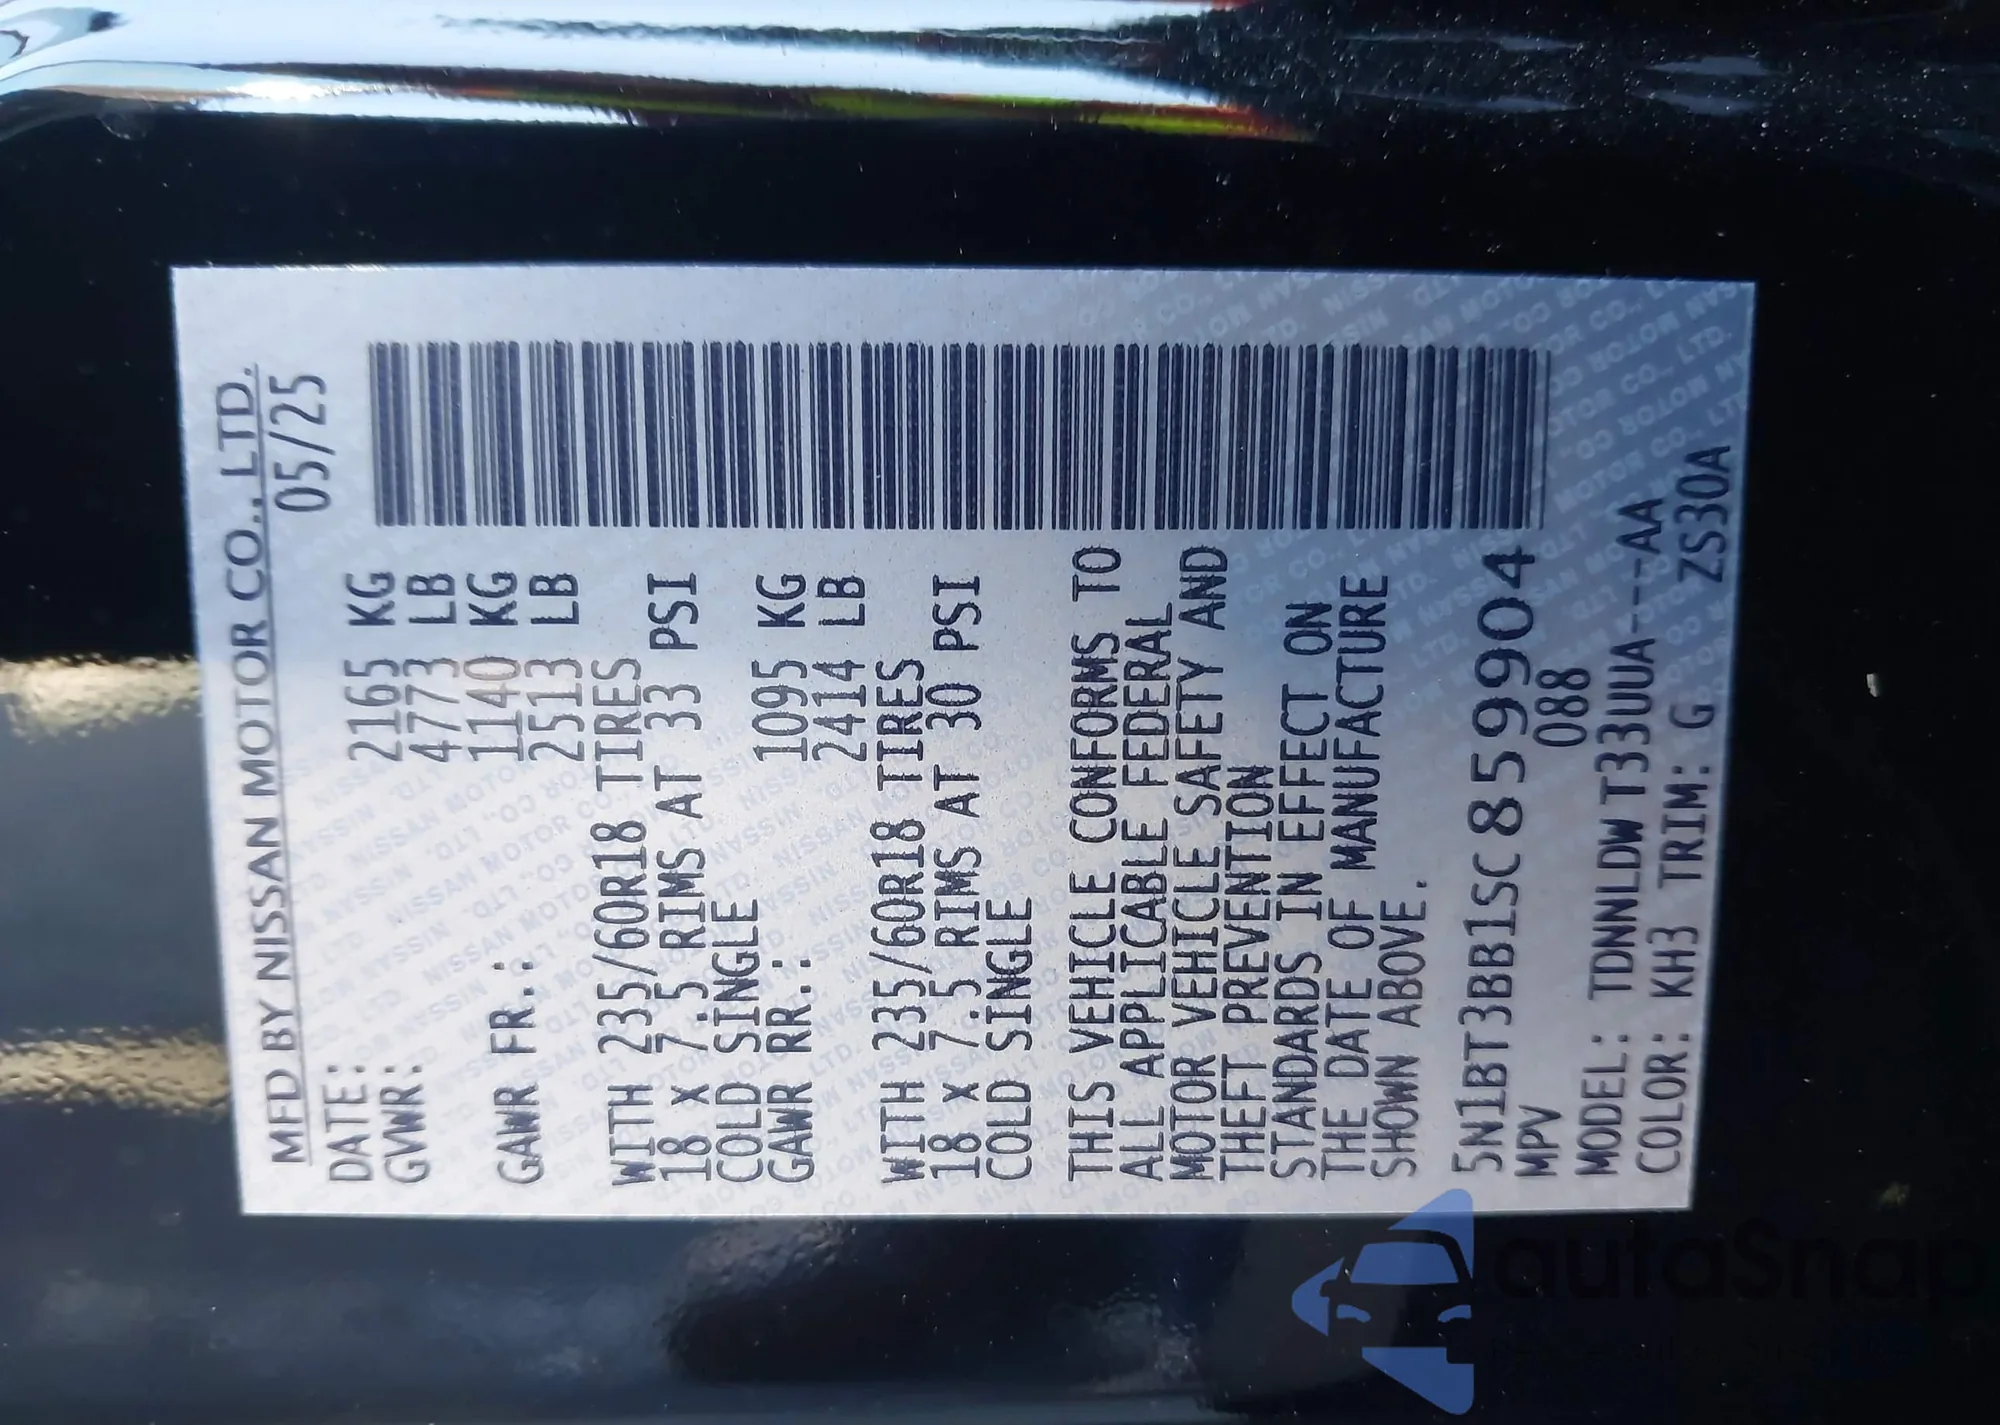 MFD BY NISSAN MOTOR CO., LTD.
DATE: 05/25
GVWR: 2165 KG
4773 LB
GAWR FR.: 1140 KG
2513 LB
WITH 235/60R18 TIRES
18 x 7.5 RIMS AT 33 PSI
COLD SINGLE
GAWR RR.: 1095 KG
2414 LB
WITH 235/60R18 TIRES
18 x 7.5 RIMS AT 30 PSI
COLD SINGLE
THIS VEHICLE CONFORMS TO
ALL APPLICABLE FEDERAL
MOTOR VEHICLE SAFETY AND
THEFT PREVENTION
STANDARDS IN EFFECT ON
THE DATE OF MANUFACTURE
SHOWN ABOVE.
5N1BT3BB1SC859904
MPV 088
MODEL: TDNNLDW T33UUA---AA
COLOR: KH3 TRIM: G ZS30A
autoSnap